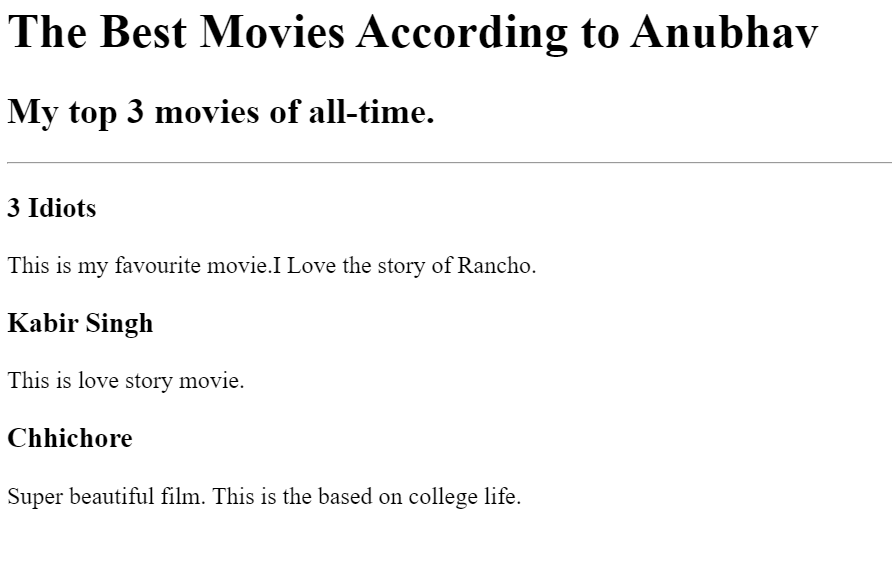 The Best Movies According to Anubhav
My top 3 movies of all-time.
3 Idiots
This is my favourite movie.I Love the story of Rancho.
Kabir Singh
This is love story movie.
Chhichore
Super beautiful film. This is the based on college life.